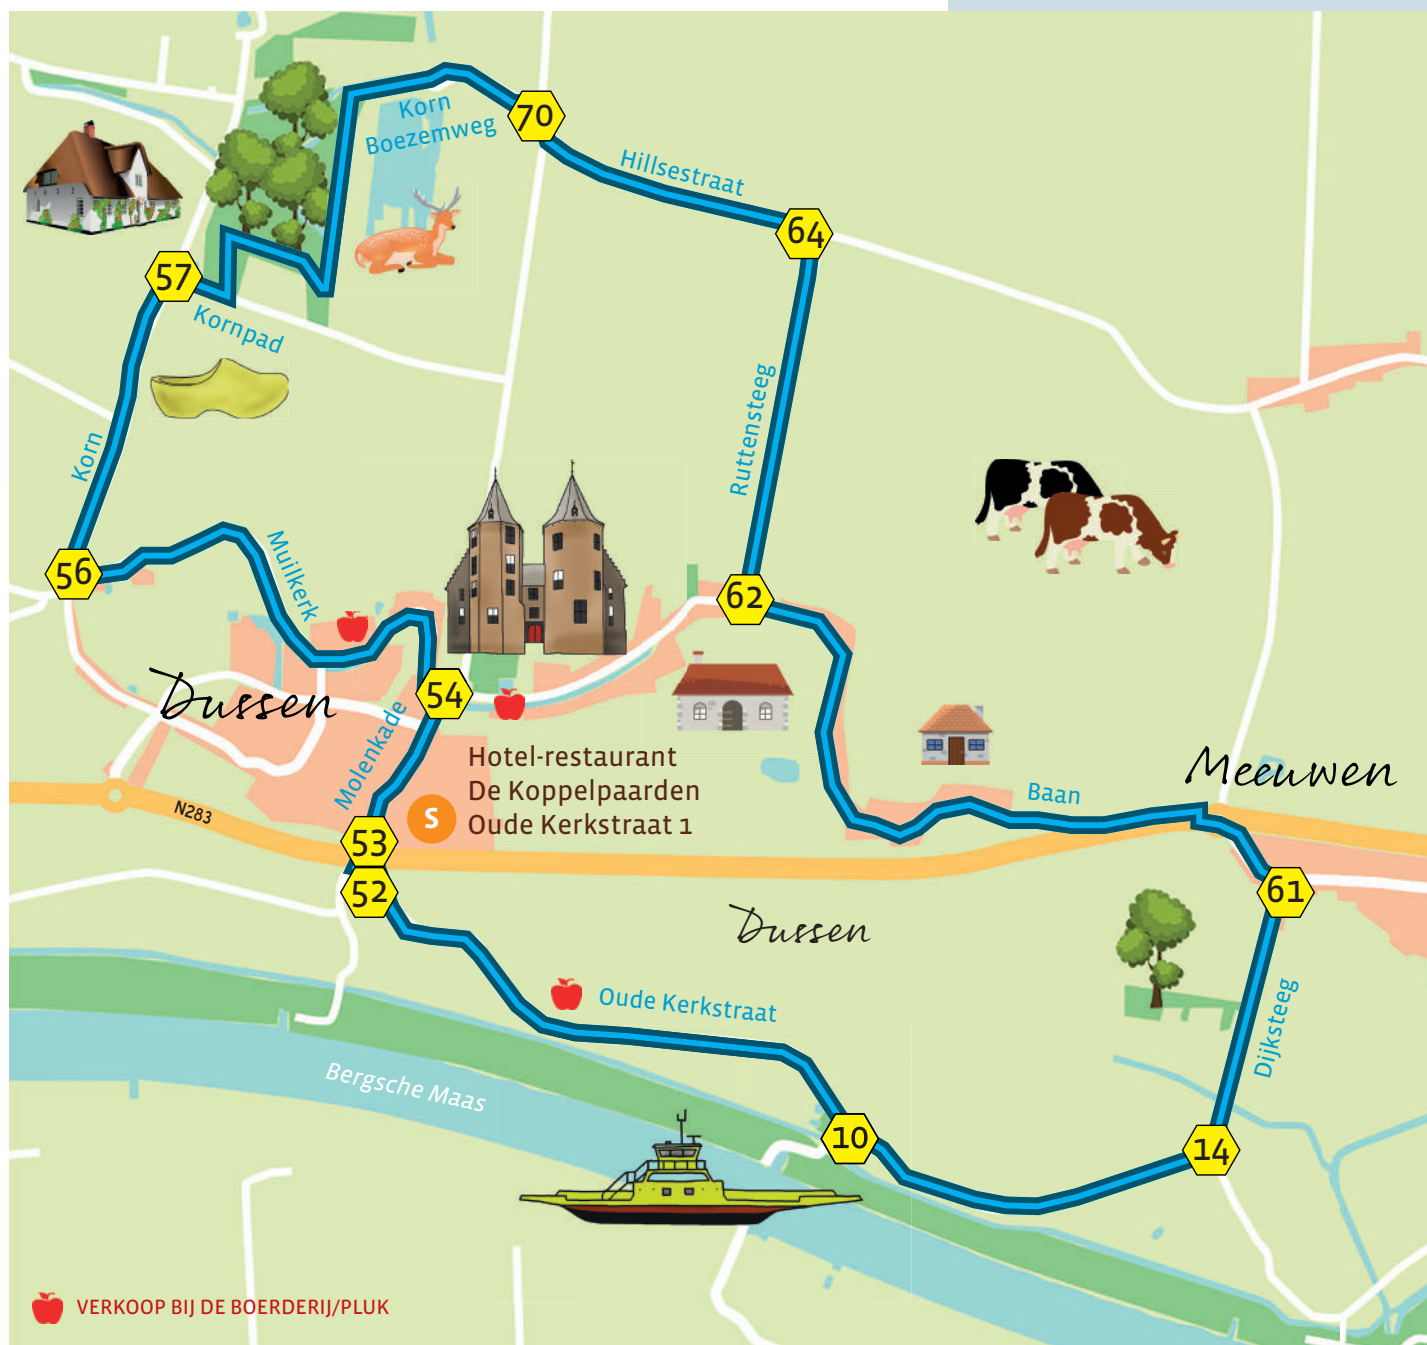 Korn
Boezemweg
70
Hillsestraat
64
57
Kornpad
Ruttensteeg
Korn
Muilkerk
56
62
54
Dussen
Molenkade
Hotel-restaurant
De Koppelpaarden
Oude Kerkstraat 1
S
N283
53
Baan
Meeuwen
52
61
Dussen
Oude Kerkstraat
Dijksteeg
Bergsche Maas
10
14
VERKOOP BIJ DE BOERDERIJ/PLUK